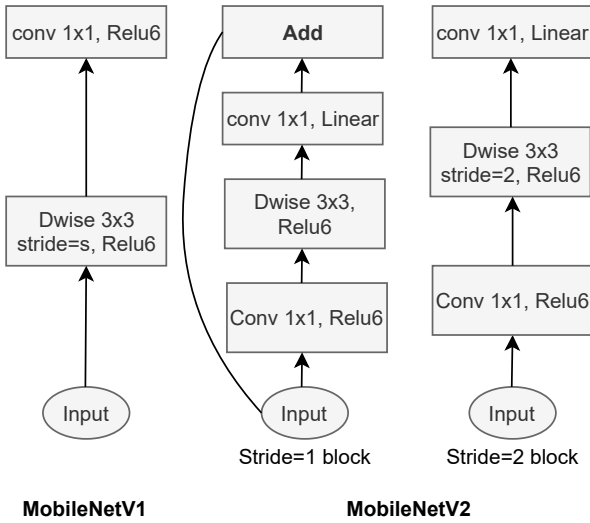 conv 1x1, Relu6
Dwise 3x3
stride=s, Relu6
Input
MobileNetV1
Add
conv 1x1, Linear
Dwise 3x3,
Relu6
Conv 1x1, Relu6
Input
Stride=1 block
conv 1x1, Linear
Dwise 3x3
stride=2, Relu6
Conv 1x1, Relu6
Input
Stride=2 block
MobileNetV2